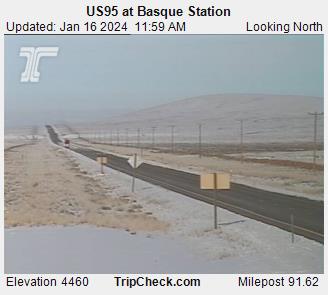 US95 at Basque Station
Updated: Jan 16 2024 11:59 AM Looking North
Elevation 4460 TripCheck.com Milepost 91.62